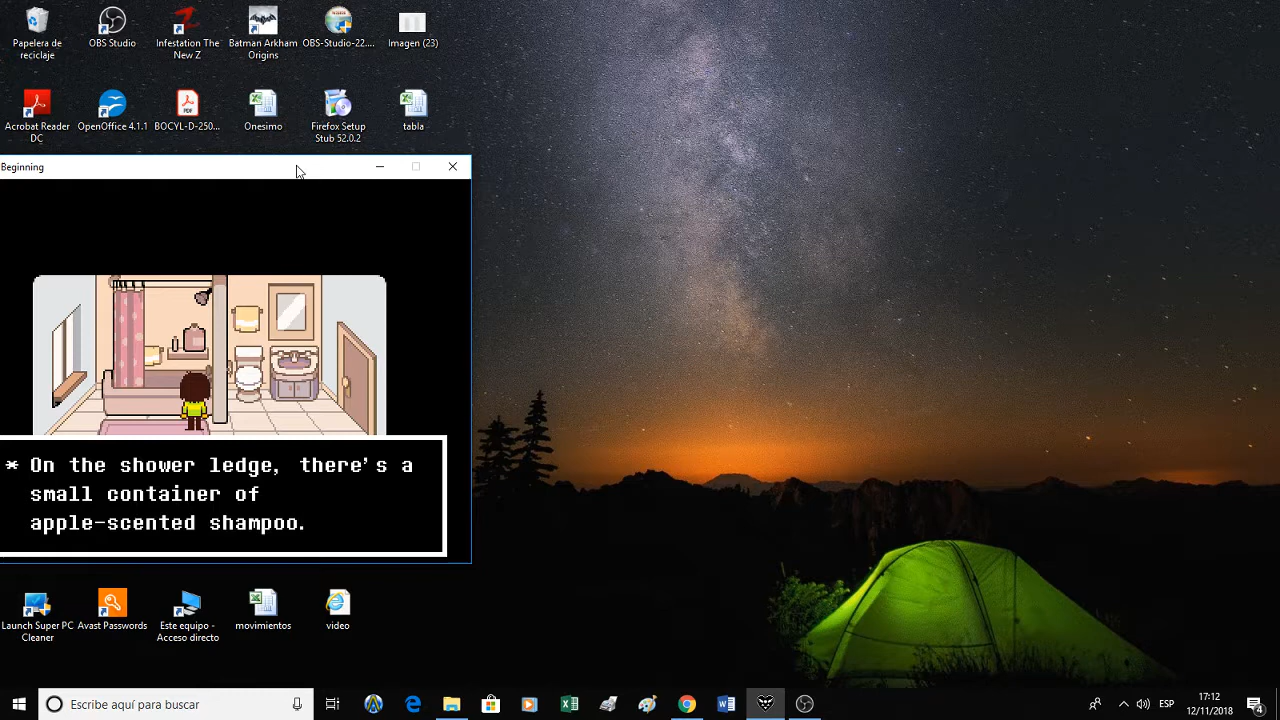 Papelera de
reciclaje
OBS Studio
Infestation The
New Z
Batman Arkham
Origins
OBS-Studio-22....
Imagen (23)
Acrobat Reader
DC
OpenOffice 4.1.1
BOCYL-D-250...
Onesimo
Firefox Setup
Stub 52.0.2
tabla
Beginning
* On the shower ledge, there's a
small container of
apple-scented shampoo.
Launch Super PC
Cleaner
Avast Passwords
Este equipo -
Acceso directo
movimientos
video
Escribe aquí para buscar
ESP
17:12
12/11/2018
4